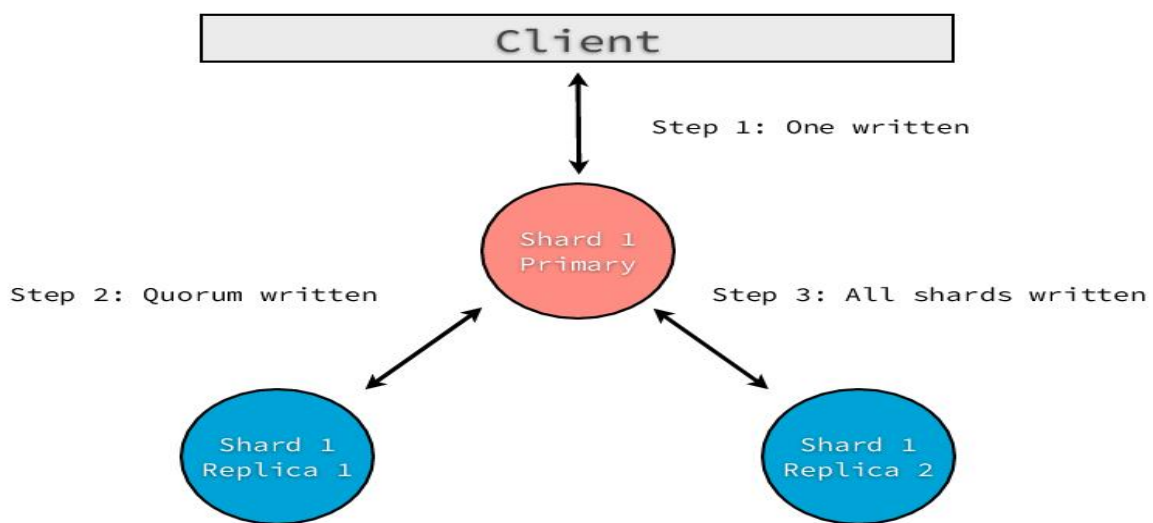 Client
Step 1: One written
Shard 1
Primary
Step 2: Quorum written
Step 3: All shards written
Shard 1
Replica 1
Shard 1
Replica 2